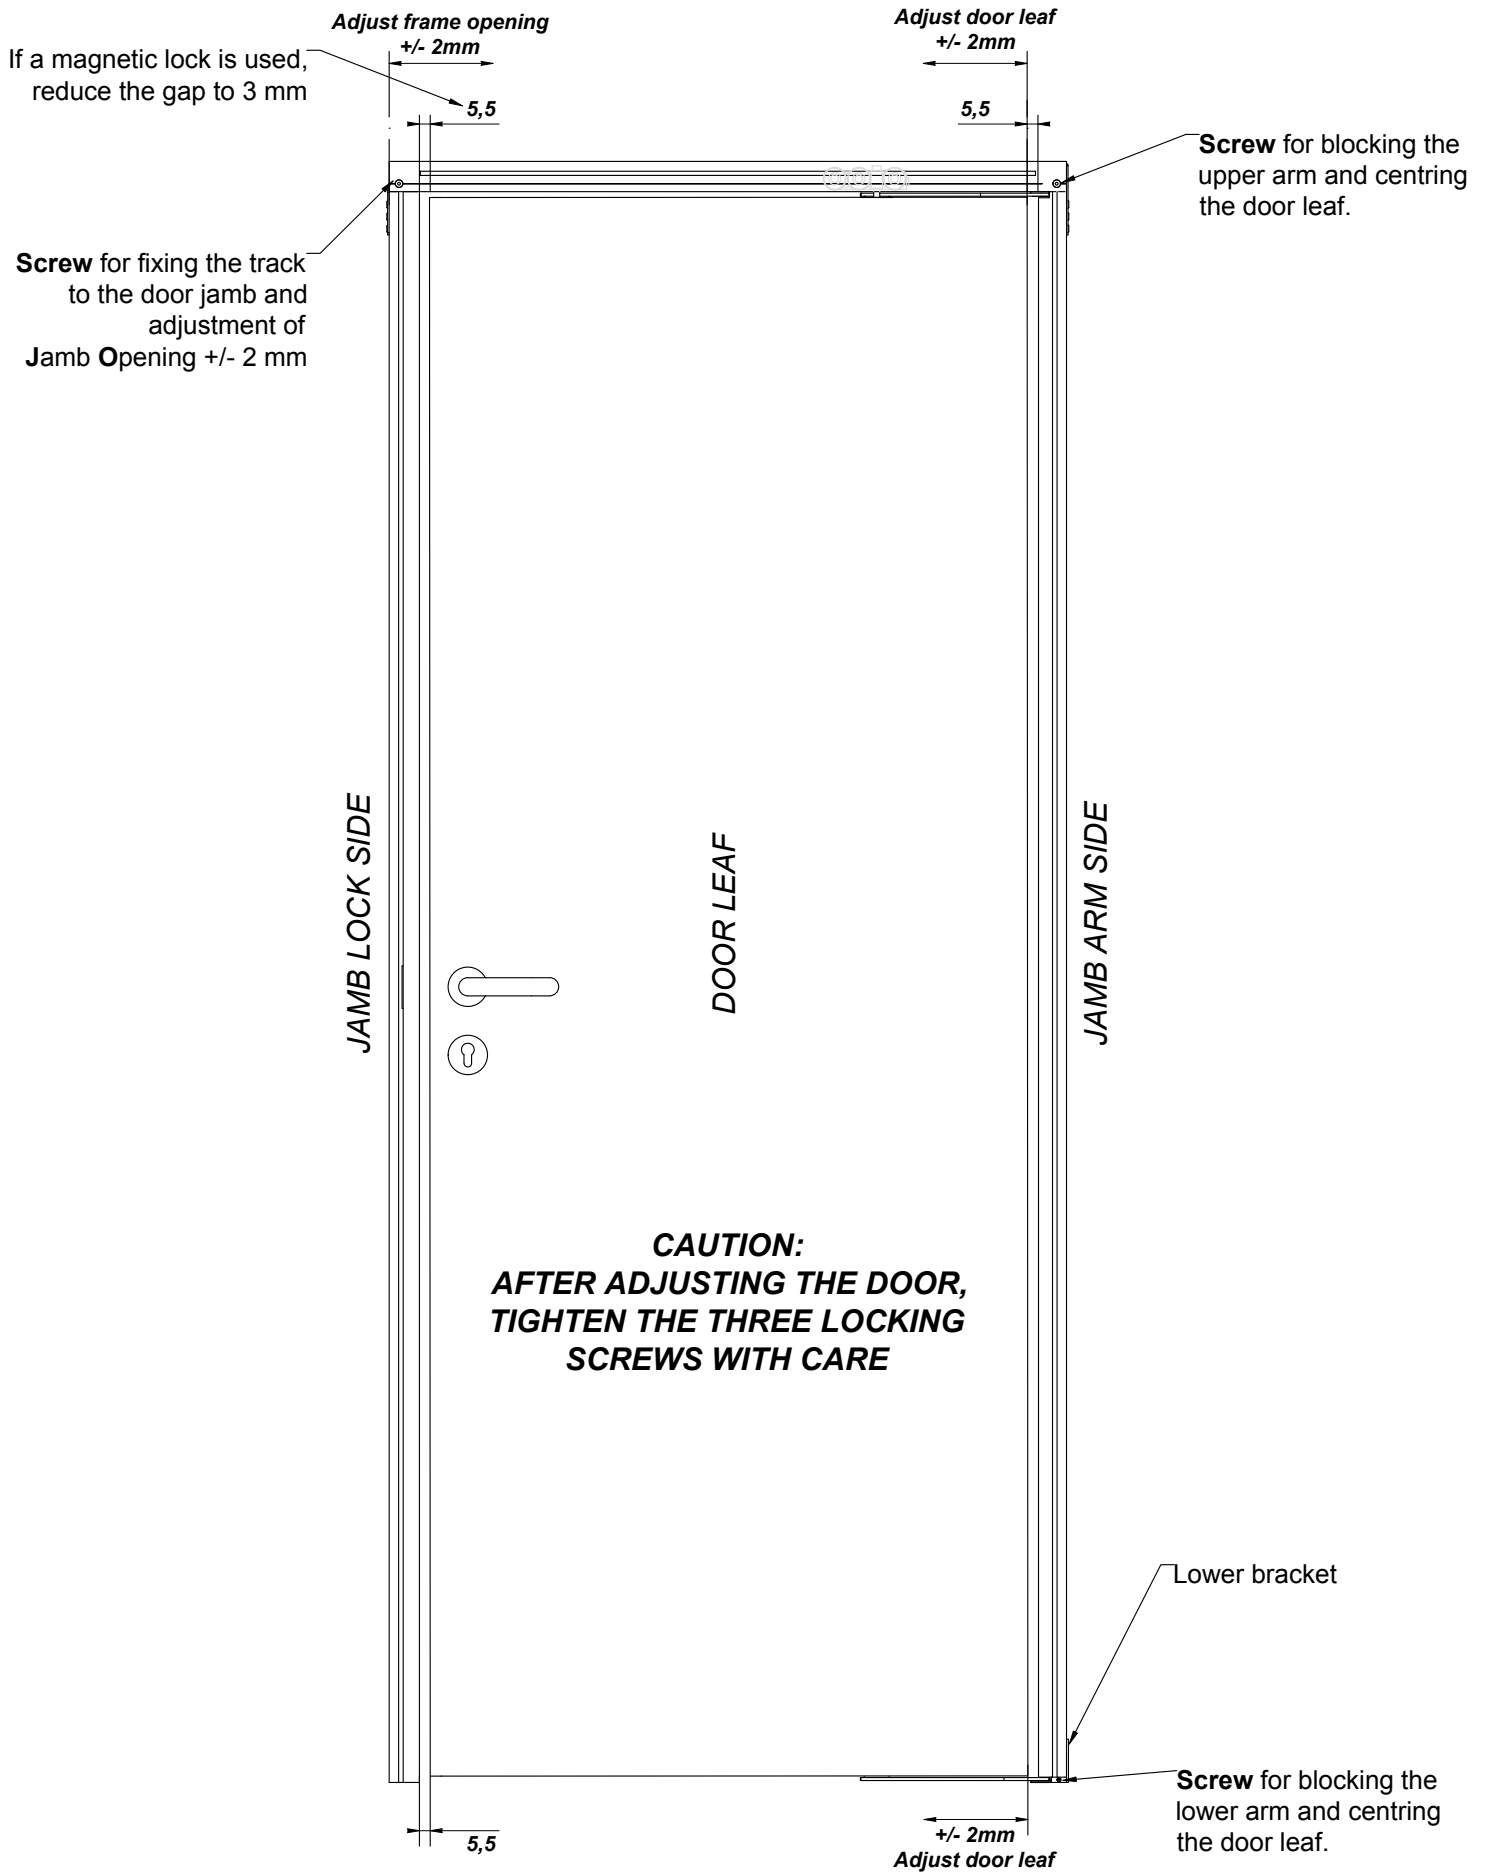 Adjust frame opening
+/- 2mm
Adjust door leaf
+/- 2mm
If a magnetic lock is used,
reduce the gap to 3 mm
5,5
5,5
Screw for blocking the
upper arm and centring
the door leaf.
Screw for fixing the track
to the door jamb and
adjustment of
Jamb Opening +/- 2 mm
JAMB LOCK SIDE
DOOR LEAF
JAMB ARM SIDE
CAUTION:
AFTER ADJUSTING THE DOOR,
TIGHTEN THE THREE LOCKING
SCREWS WITH CARE
Lower bracket
Screw for blocking the
lower arm and centring
the door leaf.
5,5
+/- 2mm
Adjust door leaf